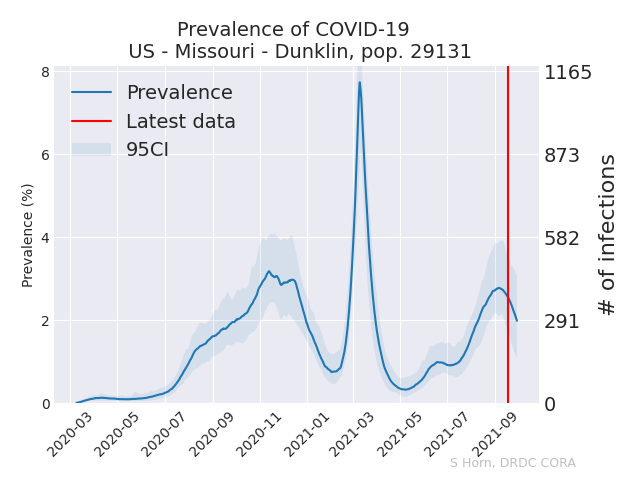 Prevalence of COVID-19
US - Missouri - Dunklin, pop. 29131
Prevalence
Latest data
95CI
Prevalence (%)
8
6
4
2
0
1165
873
582
291
0
# of infections
2020-03
2020-05
2020-07
2020-09
2020-11
2021-01
2021-03
2021-05
2021-07
2021-09
S Horn, DRDC CORA